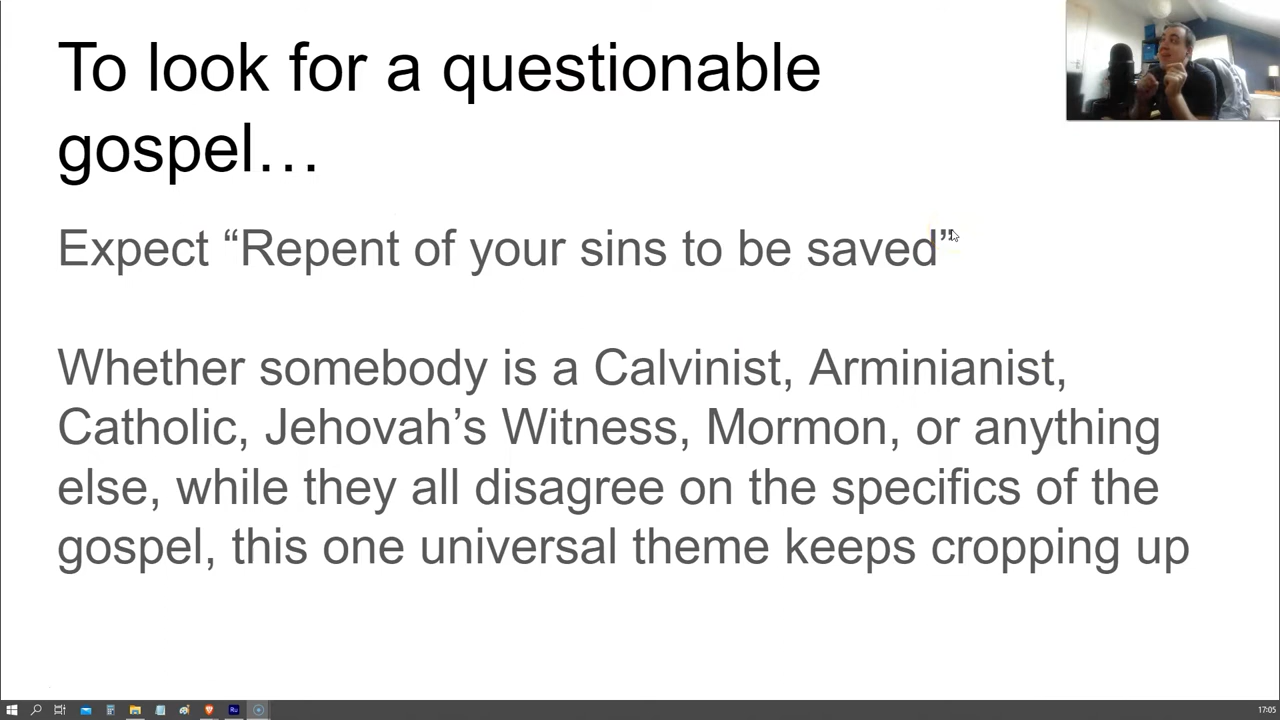 To look for a questionable
gospel…
Expect “Repent of your sins to be saved”
Whether somebody is a Calvinist, Arminianist,
Catholic, Jehovah’s Witness, Mormon, or anything
else, while they all disagree on the specifics of the
gospel, this one universal theme keeps cropping up
17:05